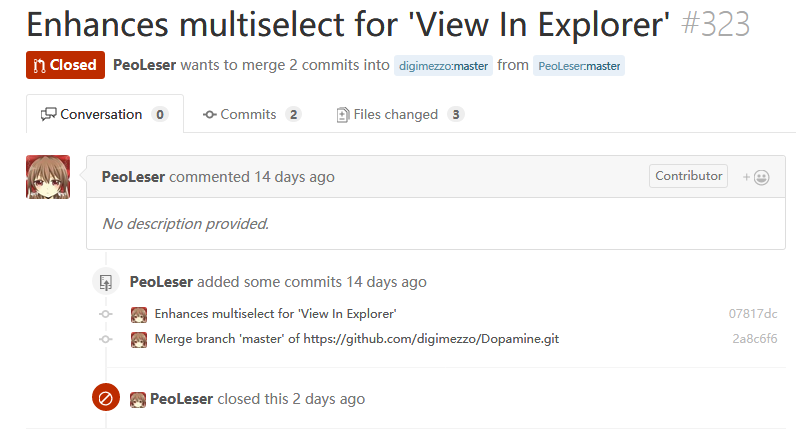 Enhances multiselect for 'View In Explorer' #323
Closed PeoLeser wants to merge 2 commits into digimezzo:master from PeoLeser:master
Conversation 0 Commits 2 Files changed 3
PeoLeser commented 14 days ago Contributor +
No description provided.
PeoLeser added some commits 14 days ago
Enhances multiselect for 'View In Explorer' 07817dc
Merge branch 'master' of https://github.com/digimezzo/Dopamine.git 2a8c6f6
PeoLeser closed this 2 days ago